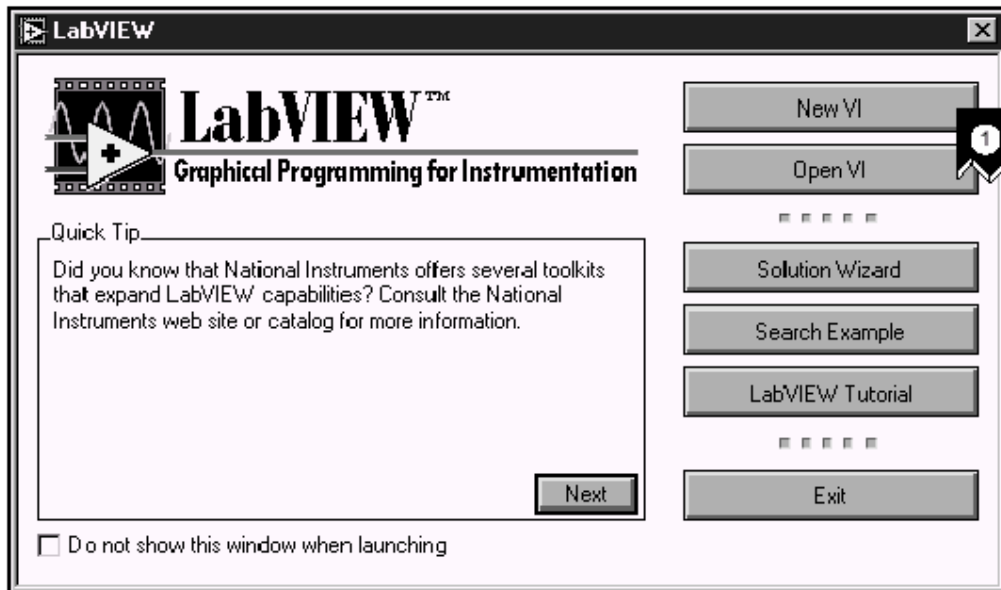 LabVIEW
LabVIEW™
Graphical Programming for Instrumentation
Quick Tip
Did you know that National Instruments offers several toolkits
that expand LabVIEW capabilities? Consult the National
Instruments web site or catalog for more information.
Next
Do not show this window when launching
New VI
1
Open VI
Solution Wizard
Search Example
LabVIEW Tutorial
Exit